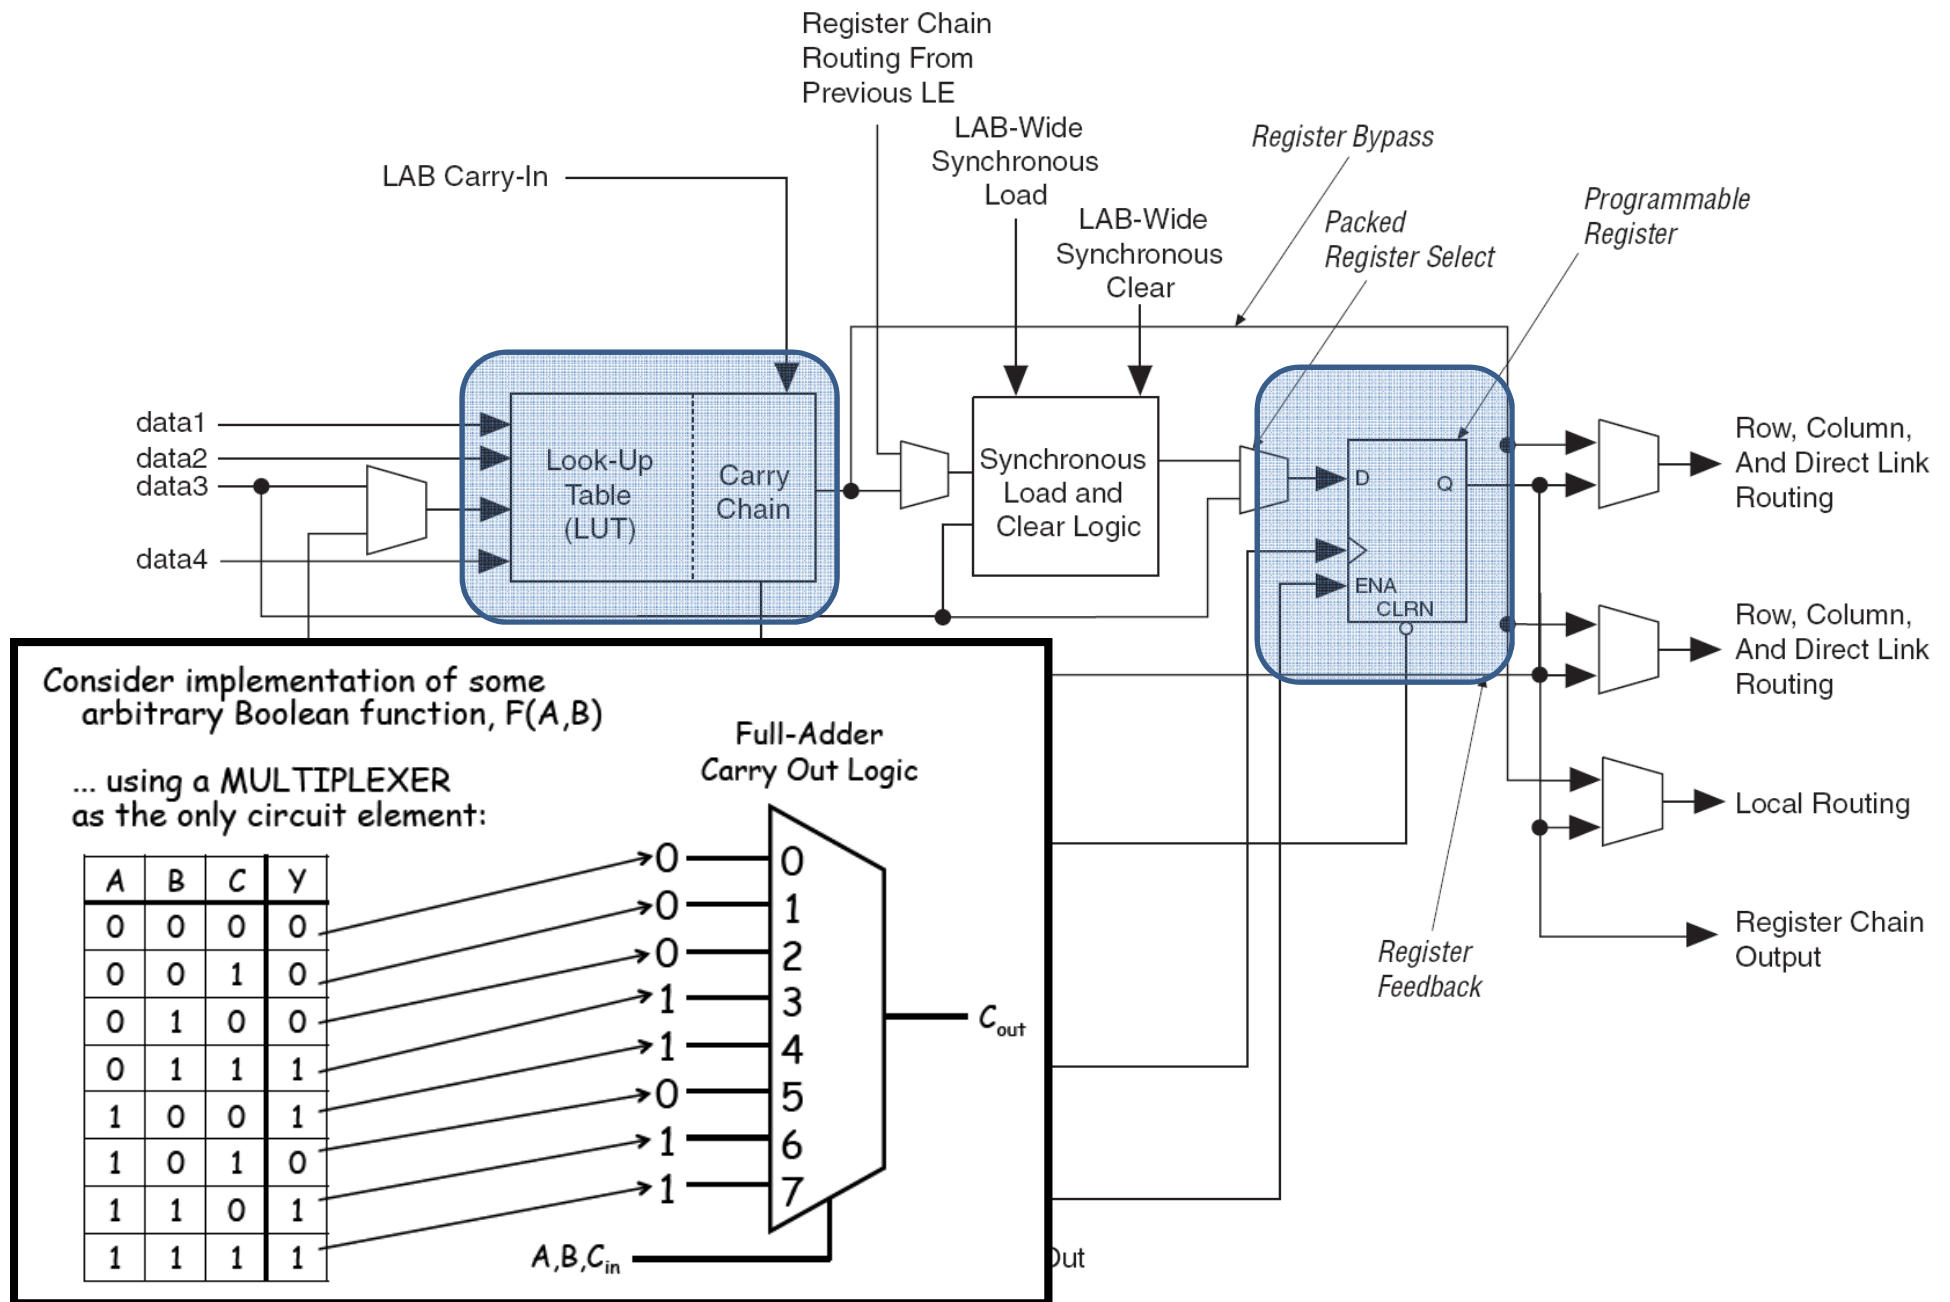 Register Chain
Routing From
Previous LE
LAB-Wide
Synchronous
Load
LAB-Wide
Synchronous
Clear
LAB Carry-In
Register Bypass
Packed
Register Select
Programmable
Register
data1
data2
data3
data4
Look-Up
Table
(LUT)
Carry
Chain
Synchronous
Load and
Clear Logic
D
Q
ENA
CLRN
Row, Column,
And Direct Link
Routing
Row, Column,
And Direct Link
Routing
Local Routing
Register Chain
Output
Register
Feedback
Consider implementation of some
arbitrary Boolean function, F(A,B)
... using a MULTIPLEXER
as the only circuit element:
Full-Adder
Carry Out Logic
A B C Y
0 0 0 0
0 0 1 0
0 1 0 0
0 1 1 1
1 0 0 1
1 0 1 0
1 1 0 1
1 1 1 1
0 0
0 1
0 2
1 3
1 4
0 5
1 6
1 7
Cout
A,B,Cin